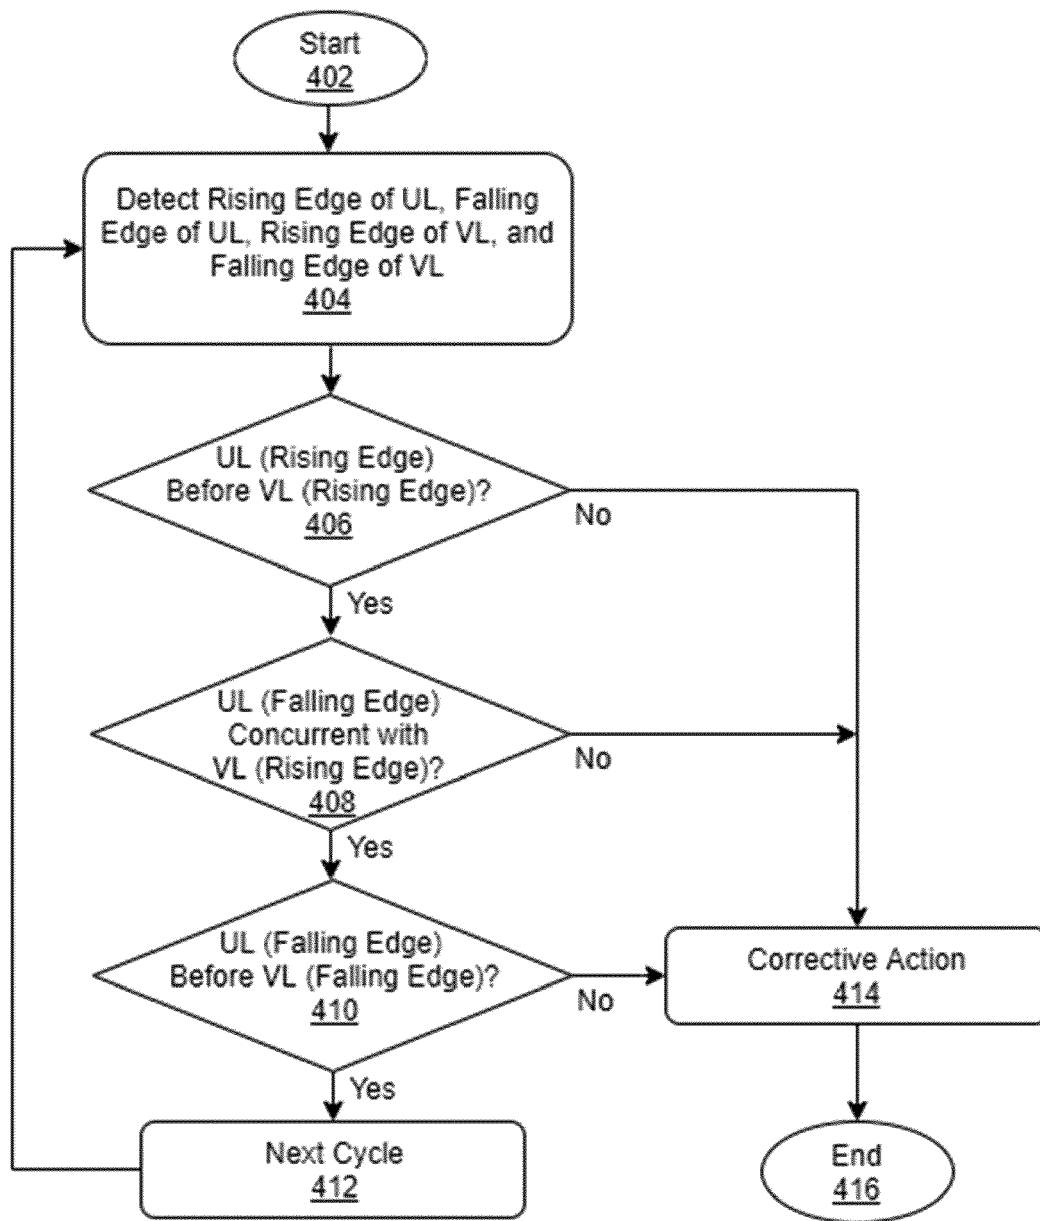 Start
402
Detect Rising Edge of UL, Falling
Edge of UL, Rising Edge of VL, and
Falling Edge of VL
404
UL (Rising Edge)
Before VL (Rising Edge)?
406
No
Yes
UL (Falling Edge)
Concurrent with
VL (Rising Edge)?
408
No
Yes
UL (Falling Edge)
Before VL (Falling Edge)?
410
No
Corrective Action
414
Yes
Next Cycle
412
End
416